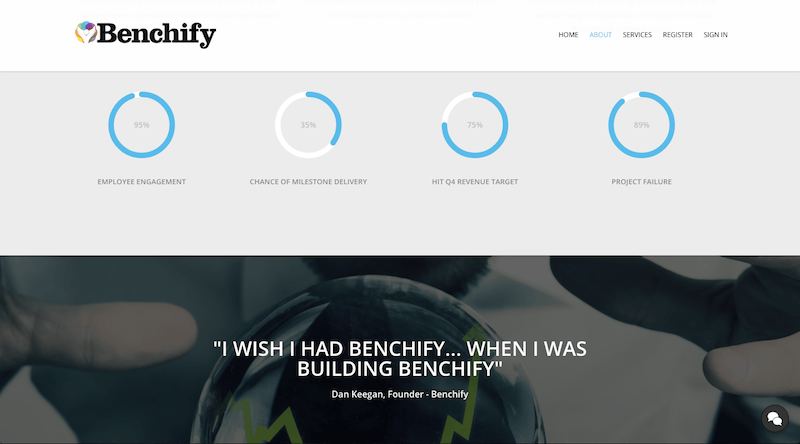 Benchify
HOME ABOUT SERVICES REGISTER SIGN IN
95% 35% 75% 89%
EMPLOYEE ENGAGEMENT CHANCE OF MILESTONE DELIVERY HIT Q4 REVENUE TARGET PROJECT FAILURE
"I WISH I HAD BENCHIFY... WHEN I WAS
BUILDING BENCHIFY"
Dan Keegan, Founder - Benchify